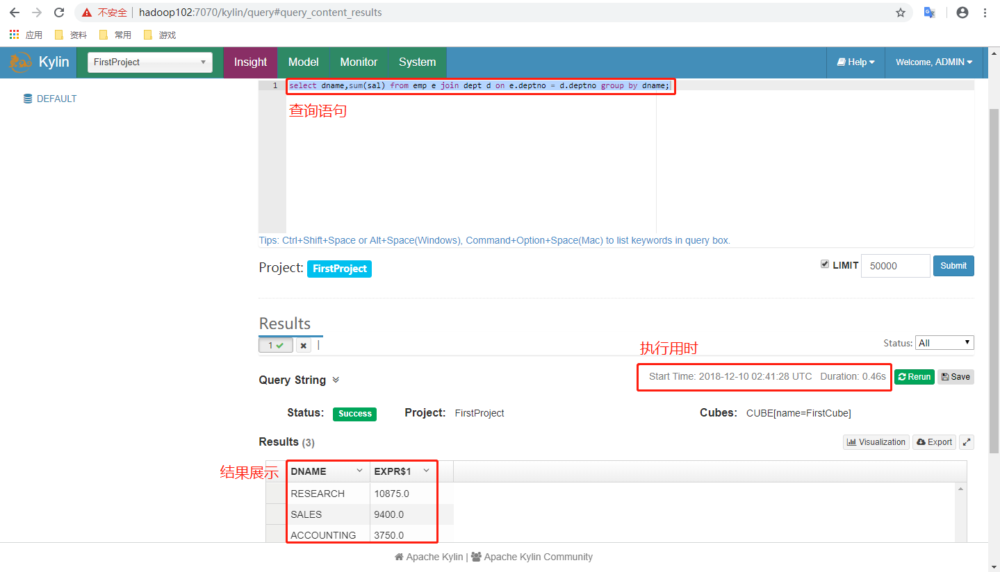 不安全 hadoop102:7070/kylin/query#query_content_results
应用 资料 常用 游戏
Kylin FirstProject Insight Model Monitor System Help Welcome, ADMIN
DEFAULT
1 select dname,sum(sal) from emp e join dept d on e.deptno = d.deptno group by dname;
查询语句
Tips: Ctrl+Shift+Space or Alt+Space(Windows), Command+Option+Space(Mac) to list keywords in query box.
Project: FirstProject LIMIT 50000 Submit
Results
1
Status: All
执行用时
Query String Start Time: 2018-12-10 02:41:28 UTC Duration: 0.46s Rerun Save
Status: Success Project: FirstProject Cubes: CUBE[name=FirstCube]
Results (3) Visualization Export
结果展示 DNAME EXPR$1
RESEARCH 10875.0
SALES 9400.0
ACCOUNTING 3750.0
Apache Kylin | Apache Kylin Community